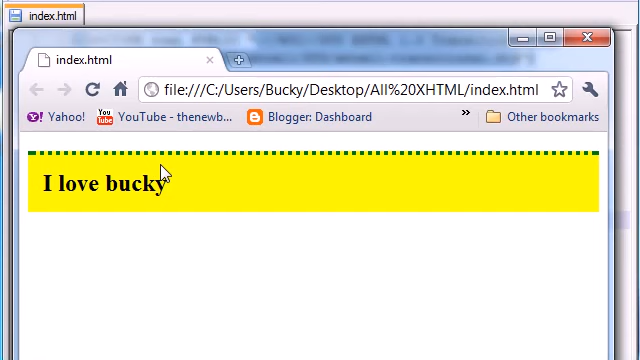 index.html
index.html
file:///C:/Users/Bucky/Desktop/All%20XHTML/index.html
Yahoo! YouTube - thenewb... Blogger: Dashboard » Other bookmarks
I love bucky